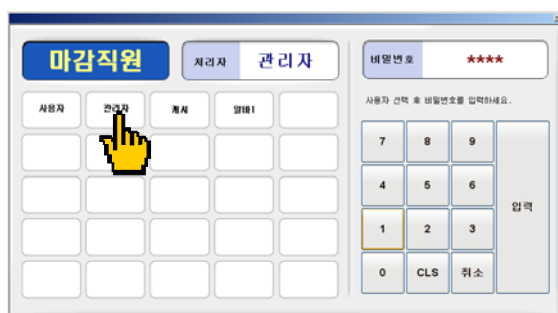 마감직원
처리자 관리자
사용자 관리자 캐셔 알바1
비밀번호 ****
사용자 선택 후 비밀번호를 입력하세요.
7 8 9
4 5 6
입력
1 2 3
0 CLS 취소